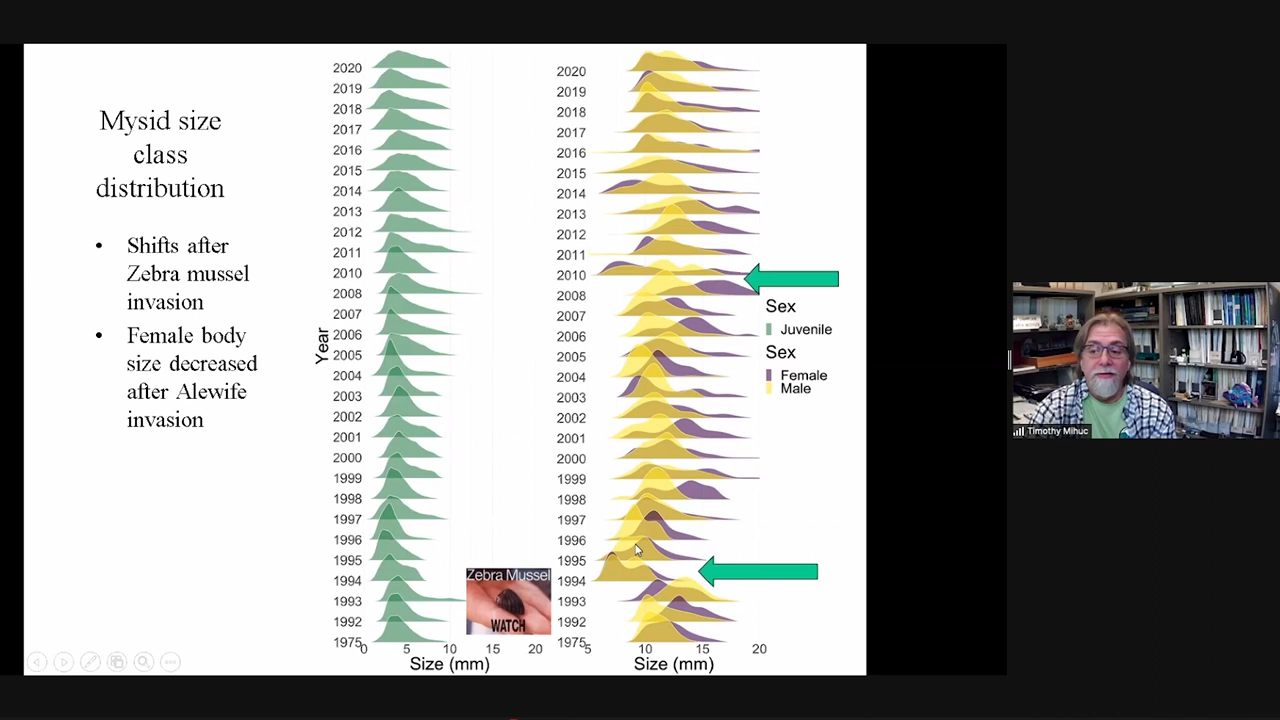 Mysid size
class
distribution
• Shifts after
Zebra mussel
invasion
• Female body
size decreased
after Alewife
invasion
Year
2020
2019
2018
2017
2016
2015
2014
2013
2012
2011
2010
2008
2007
2006
2005
2004
2003
2002
2001
2000
1999
1998
1997
1996
1995
1994
1993
1992
1975
0 5 10 15 20
Size (mm)
Zebra Mussel
WATCH
2020
2019
2018
2017
2016
2015
2014
2013
2012
2011
2010
2008
2007
2006
2005
2004
2003
2002
2001
2000
1999
1998
1997
1996
1995
1994
1993
1992
1975
5 10 15 20
Size (mm)
Sex
Juvenile
Sex
Female
Male
Timothy Mihuc